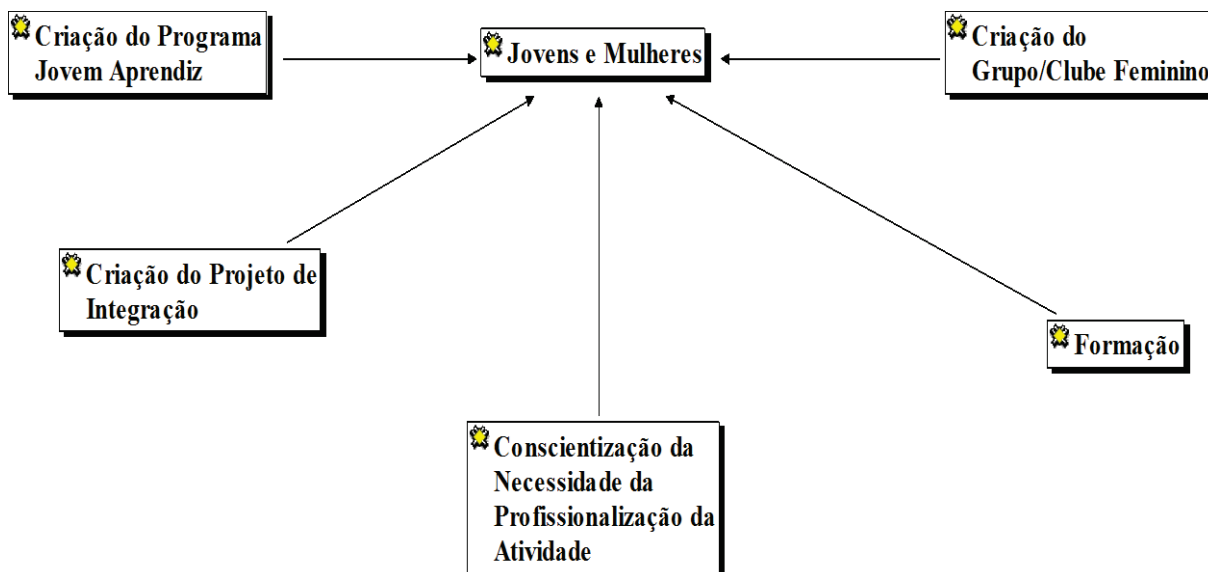 Criação do Programa
Jovem Aprendiz
Jovens e Mulheres
Criação do
Grupo/Clube Feminino
Criação do Projeto de
Integração
Formação
Conscientização da
Necessidade da
Profissionalização da
Atividade